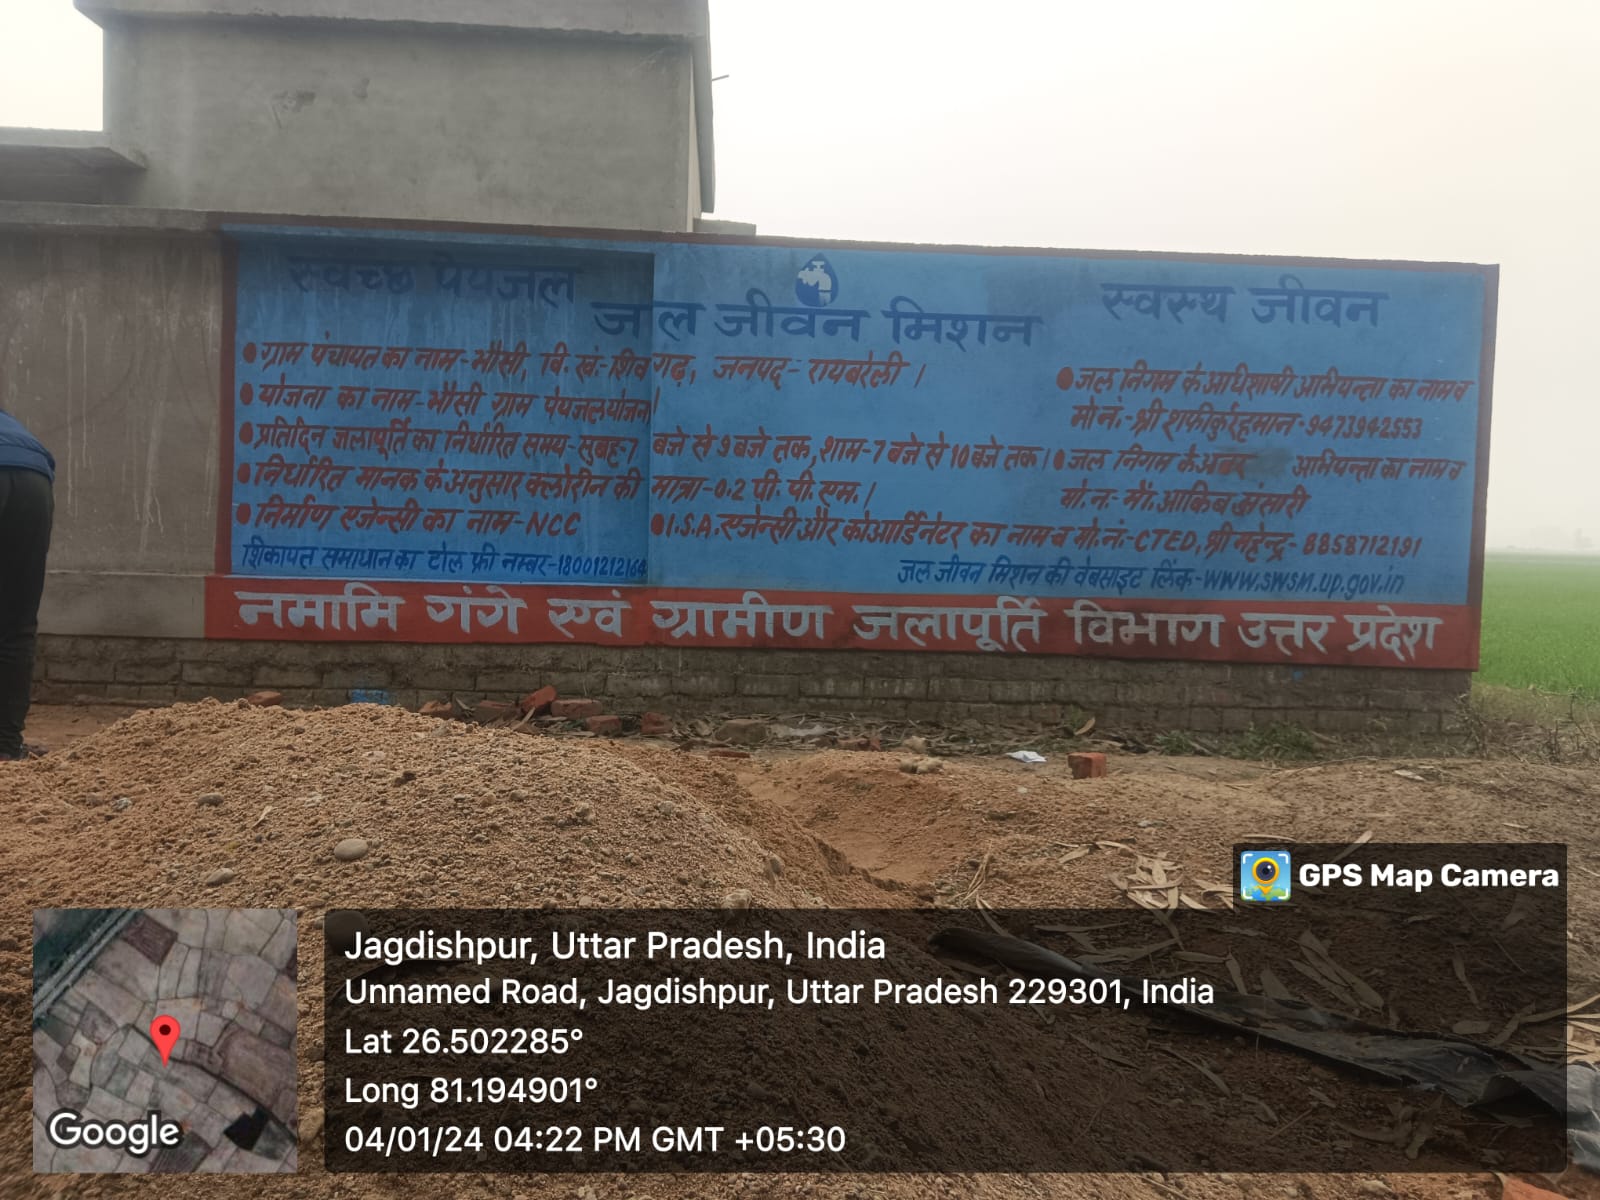 स्वच्छ पेयजल
जल जीवन मिशन
स्वस्थ जीवन
• ग्राम पंचायत का नाम - भौसी, वि. खं:- शिवगढ़, जनपद - रायबरेली ।
• योजना का नाम - भौसी ग्राम पेयजल योजना ।
• प्रतिदिन जलापूर्ति का निर्धारित समय - सुबह - 7 बजे से 9 बजे तक, शाम - 7 बजे से 10 बजे तक ।
• निर्धारित मानक के अनुसार क्लोरीन की मात्रा - 0.2 पी. पी. एम. ।
• निर्माण एजेन्सी का नाम - NCC
• जल निगम के अधिशाषी अभियन्ता का नाम व
मो नं.- श्री शफीकुर्रहमान - 9473942553
• जल निगम के अवर अभियन्ता का नाम व
मो. न:- मो. आकिब अंसारी
• I.S.A. एजेन्सी और कोआर्डिनेटर का नाम व मो. नं:- CTED, श्री महेन्द्र - 8858712191
शिकायत समाधान का टोल फ्री नम्बर - 18001212164
जल जीवन मिशन की वेबसाइट लिंक - www.swsm.up.gov.in
नमामि गंगे एवं ग्रामीण जलापूर्ति विभाग उत्तर प्रदेश
GPS Map Camera
Jagdishpur, Uttar Pradesh, India
Unnamed Road, Jagdishpur, Uttar Pradesh 229301, India
Lat 26.502285°
Long 81.194901°
04/01/24 04:22 PM GMT +05:30
Google